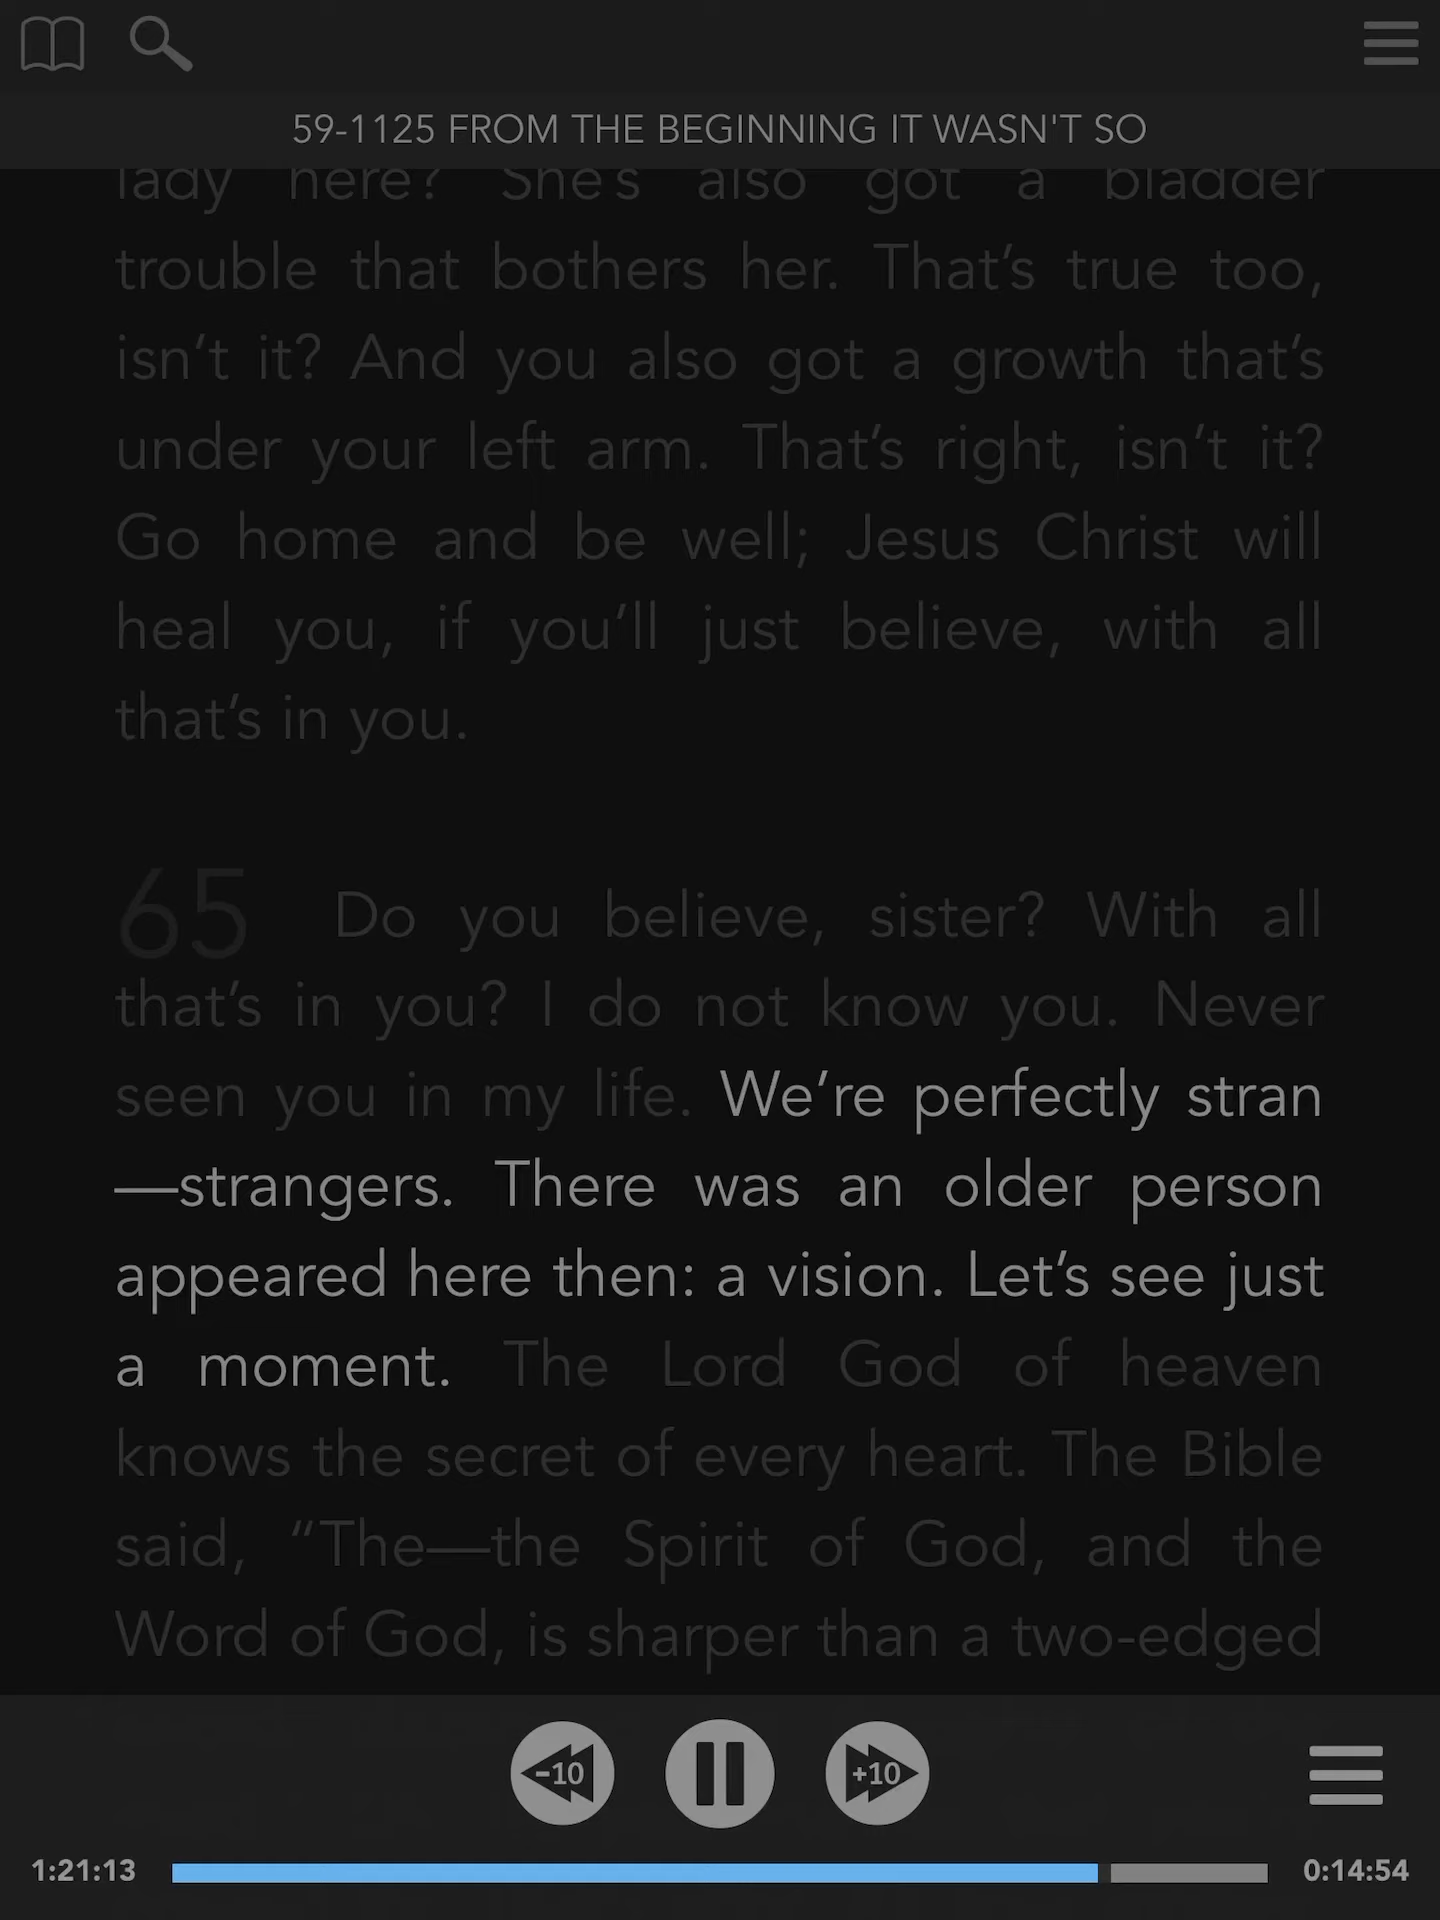 59-1125 FROM THE BEGINNING IT WASN'T SO
lady here? She's also got a bladder
trouble that bothers her. That's true too,
isn't it? And you also got a growth that's
under your left arm. That's right, isn't it?
Go home and be well; Jesus Christ will
heal you, if you'll just believe, with all
that's in you.
65 Do you believe, sister? With all
that's in you? I do not know you. Never
seen you in my life. We're perfectly stran
—strangers. There was an older person
appeared here then: a vision. Let's see just
a moment. The Lord God of heaven
knows the secret of every heart. The Bible
said, “The—the Spirit of God, and the
Word of God, is sharper than a two-edged
-10 +10
1:21:13 0:14:54